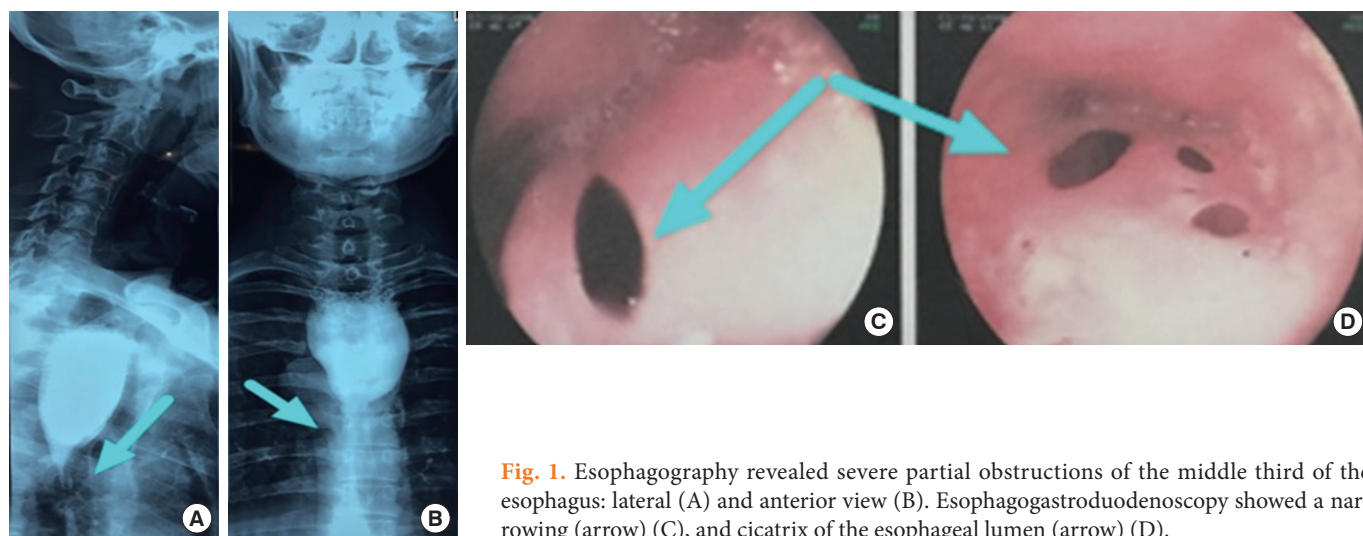 A
B
C
D
Fig. 1. Esophagography revealed severe partial obstructions of the middle third of the
esophagus: lateral (A) and anterior view (B). Esophagogastroduodenoscopy showed a nar
rowing (arrow) (C), and cicatrix of the esophageal lumen (arrow) (D).